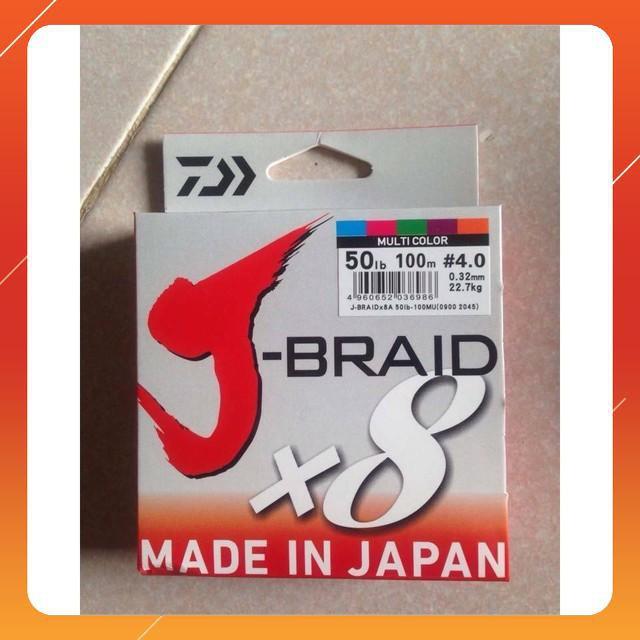 MULTI COLOR
50lb 100m #4.0
0.32mm
22.7kg
4 960652 036986
J-BRAIDx8A 50lb-100MU(0900 2045)
J-BRAID
x8
MADE IN JAPAN